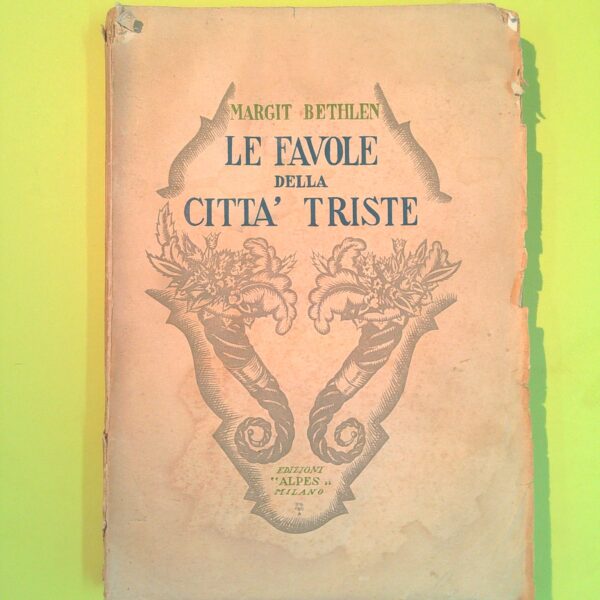 MARGIT BETHLEN
LE FAVOLE
DELLA
CITTA' TRISTE
EDIZIONI
"ALPES"
MILANO